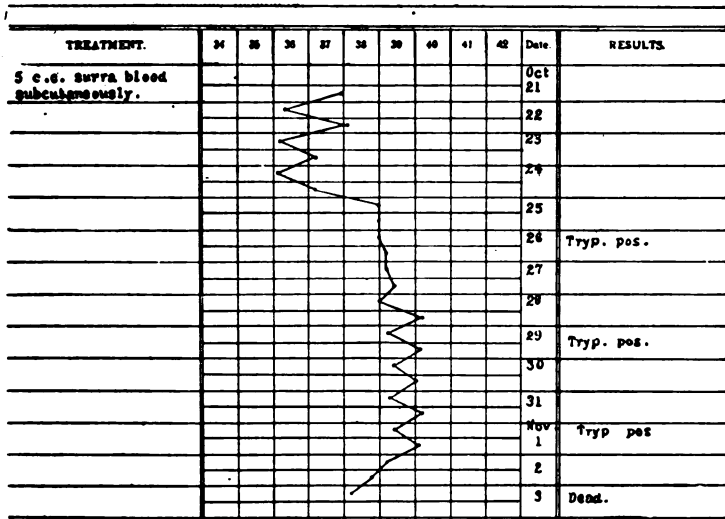 TREATMENT. 34 35 36 37 38 39 40 41 42 Date. RESULTS.
5 c.c. surra blood
subcutaneously.
Oct
21
22
23
24
25
26 Tryp. pos.
27
28
29 Tryp. pos.
30
31
Nov
1 Tryp pos
2
3 Dead.